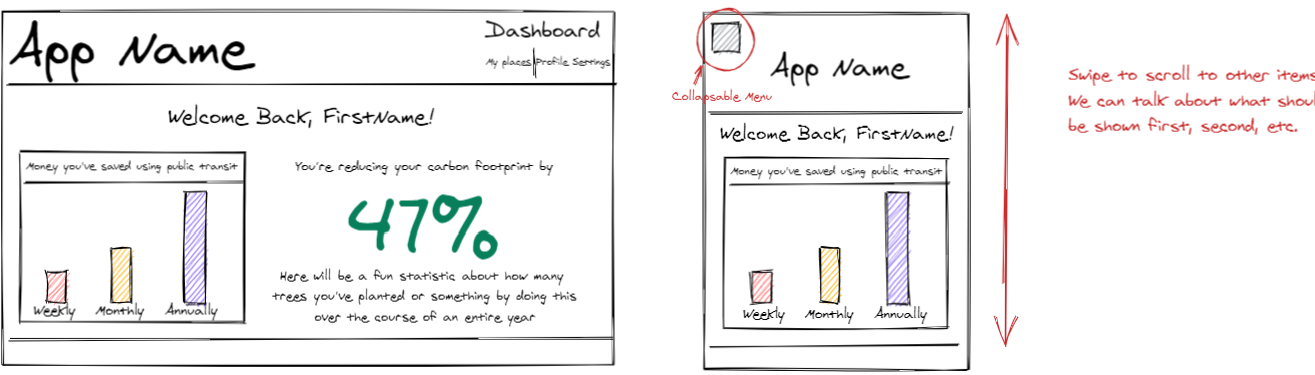 App Name
Dashboard
My places
Profile Settings
Welcome Back, FirstName!
Money you've saved using public transit
Weekly
Monthly
Annually
You're reducing your carbon footprint by
47%
Here will be a fun statistic about how many
trees you've planted or something by doing this
over the course of an entire year
Collapsable Menu
App Name
Welcome Back, FirstName!
Money you've saved using public transit
Weekly
Monthly
Annually
Swipe to scroll to other items
We can talk about what shoul
be shown first, second, etc.